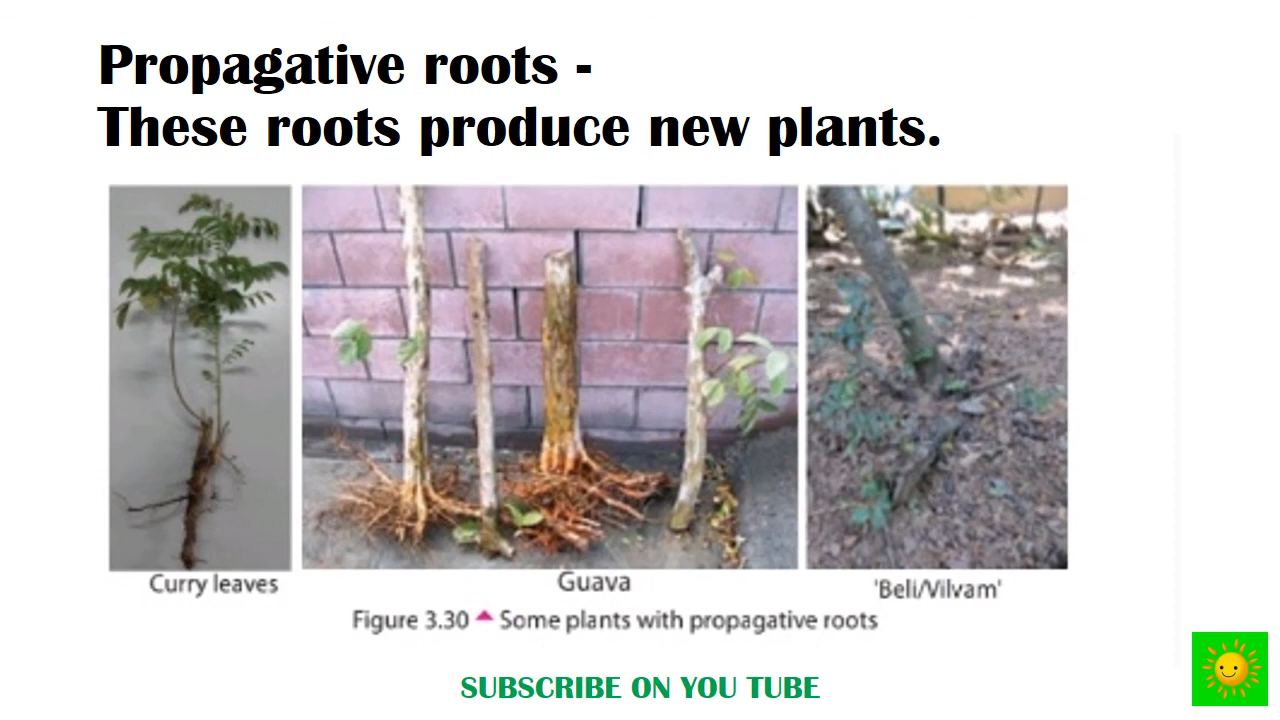 Propagative roots -
These roots produce new plants.
Curry leaves
Guava
'Beli/Vilvam'
Figure 3.30 ▲ Some plants with propagative roots
SUBSCRIBE ON YOU TUBE